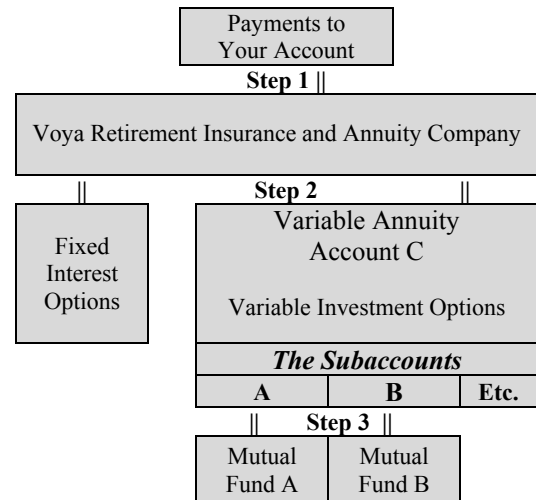 Payments to
Your Account
Step 1 ||
Voya Retirement Insurance and Annuity Company
|| Step 2 ||
Fixed
Interest
Options
Variable Annuity
Account C
Variable Investment Options
The Subaccounts
A B Etc.
|| Step 3 ||
Mutual
Fund A
Mutual
Fund B